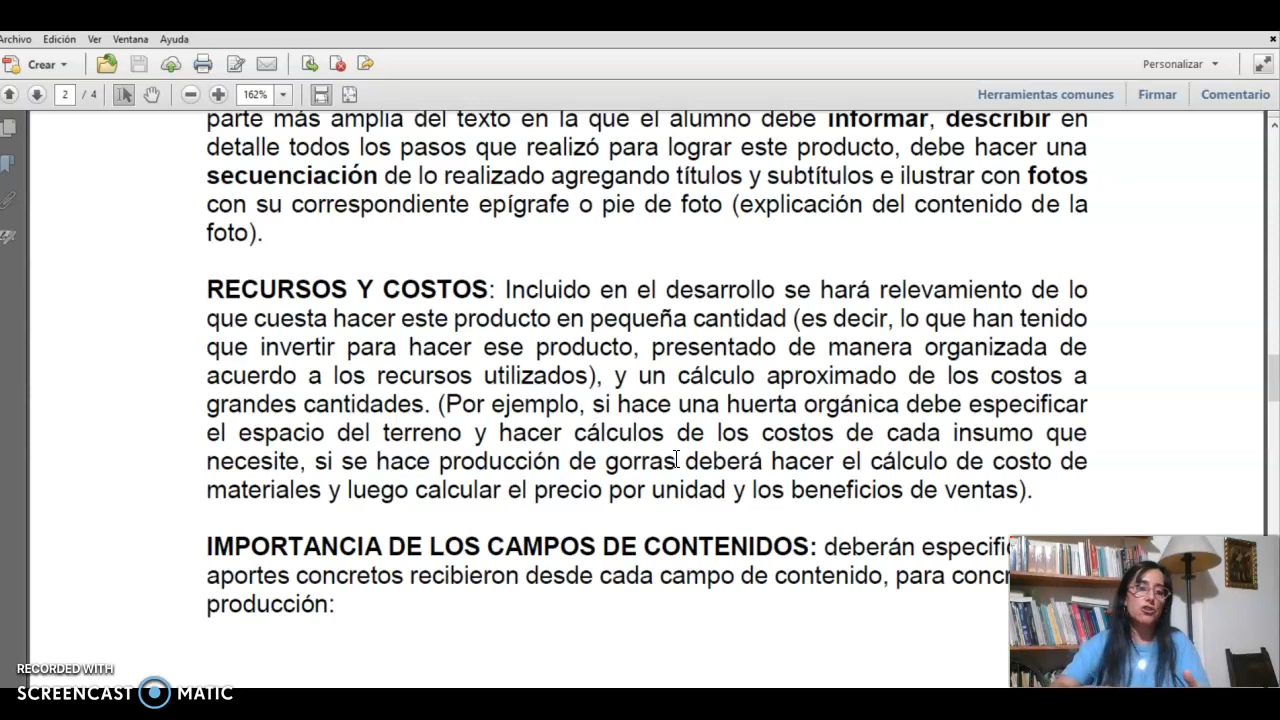 Archivo Edición Ver Ventana Ayuda
Crear
Personalizar
2 / 4
162%
Herramientas comunes Firmar Comentario
parte más amplia del texto en la que el alumno debe informar, describir en
detalle todos los pasos que realizó para lograr este producto, debe hacer una
secuenciación de lo realizado agregando títulos y subtítulos e ilustrar con fotos
con su correspondiente epígrafe o pie de foto (explicación del contenido de la
foto).
RECURSOS Y COSTOS: Incluido en el desarrollo se hará relevamiento de lo
que cuesta hacer este producto en pequeña cantidad (es decir, lo que han tenido
que invertir para hacer ese producto, presentado de manera organizada de
acuerdo a los recursos utilizados), y un cálculo aproximado de los costos a
grandes cantidades. (Por ejemplo, si hace una huerta orgánica debe especificar
el espacio del terreno y hacer cálculos de los costos de cada insumo que
necesite, si se hace producción de gorras deberá hacer el cálculo de costo de
materiales y luego calcular el precio por unidad y los beneficios de ventas).
IMPORTANCIA DE LOS CAMPOS DE CONTENIDOS: deberán
aportes concretos recibieron desde cada campo de contenido, para
producción:
RECORDED WITH
SCREENCAST MATIC